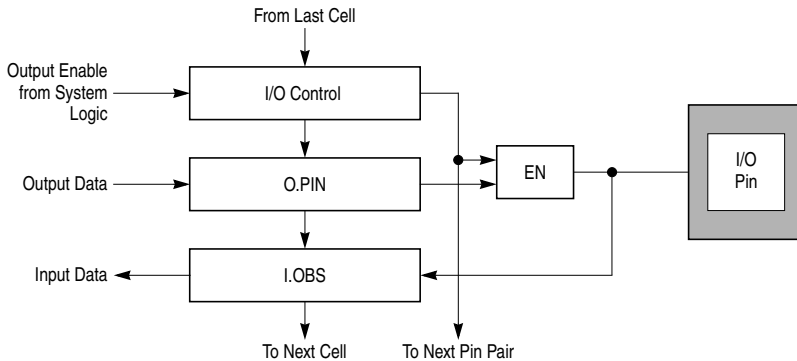 From Last Cell
Output Enable
from System
Logic
I/O Control
Output Data
O.PIN
EN
I/O
Pin
Input Data
I.OBS
To Next Cell
To Next Pin Pair